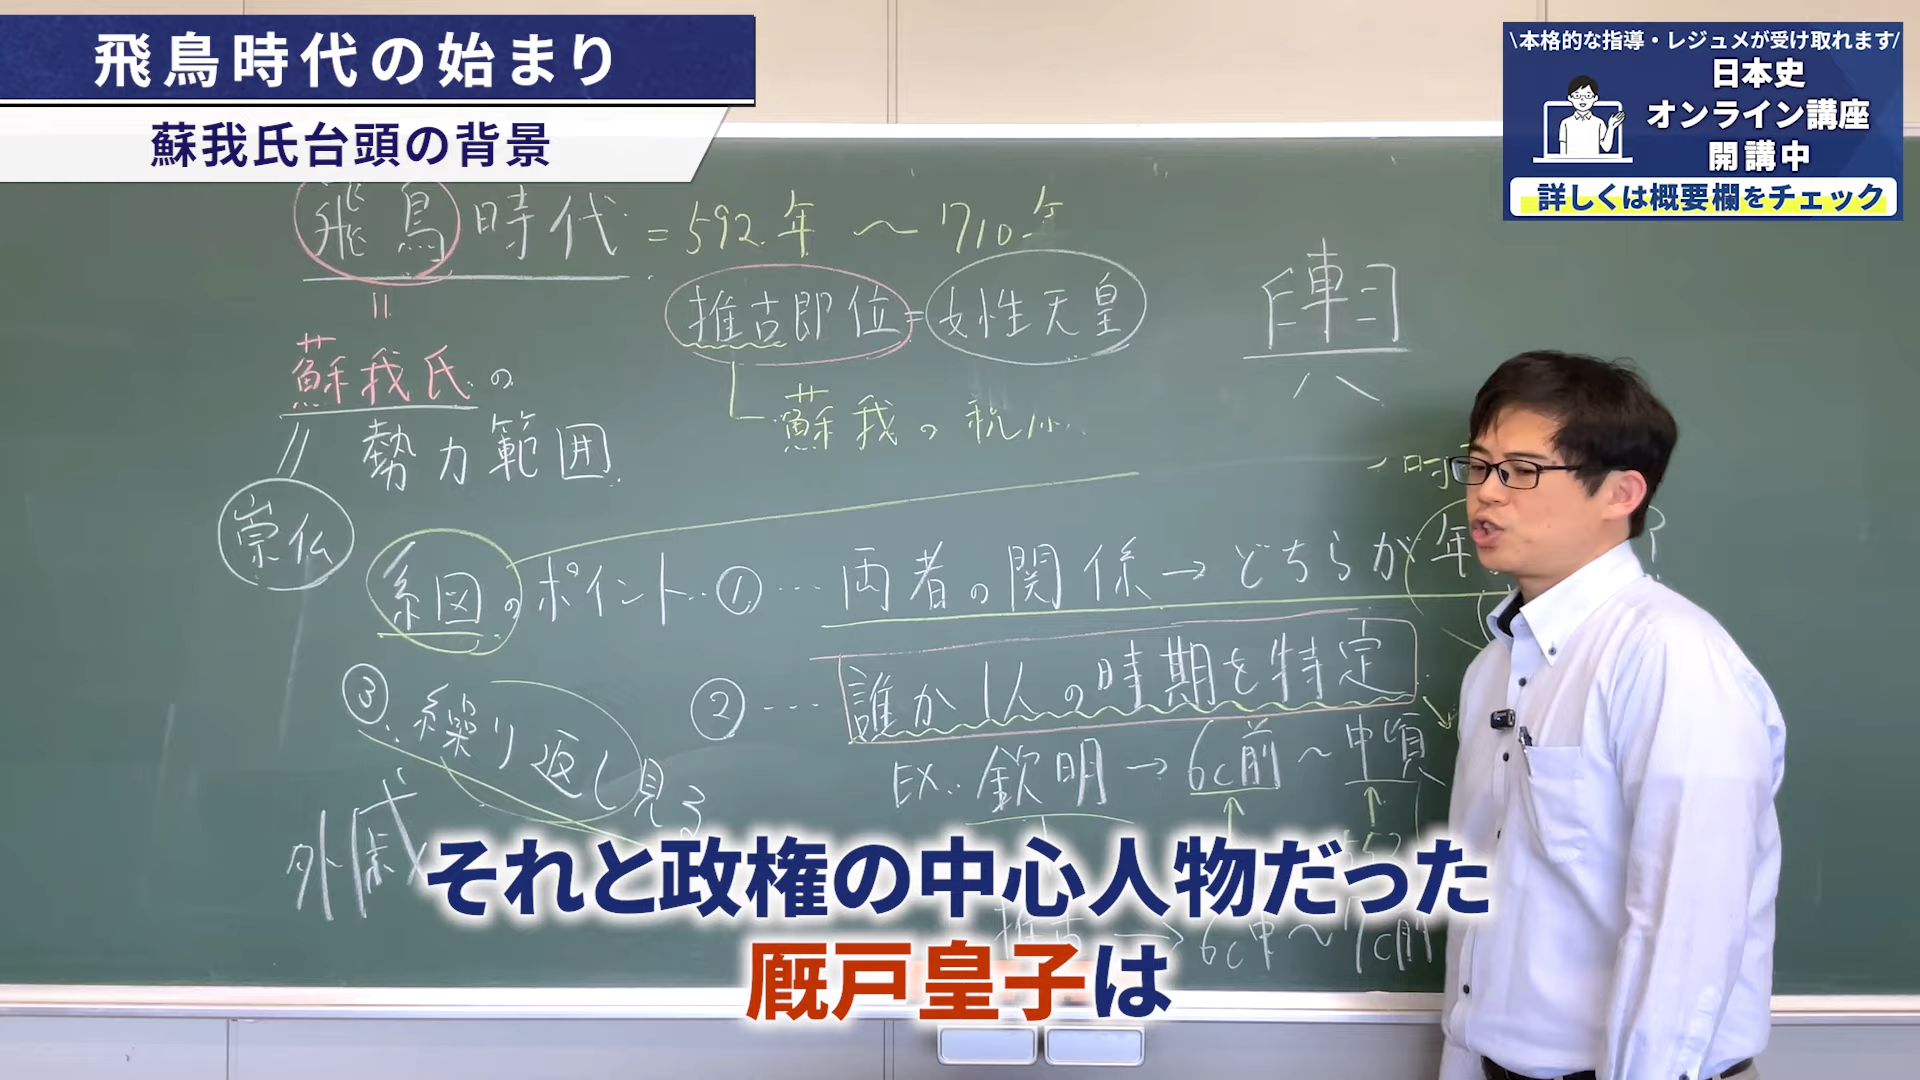 飛鳥時代の始まり
蘇我氏台頭の背景
\本格的な指導・レジュメが受け取れます/
日本史
オンライン講座
開講中
詳しくは概要欄をチェック
飛鳥時代=592年~710年
推古即位=女性天皇
蘇我氏の
勢力範囲
蘇我の
崇仏
系図のポイント‥①…両者の関係→どちらが年
②…誰か1人の時期を特定
③‥繰り返し見る
EX‥欽明→6c前~中頃
外戚
推古→6c中~7c前
それと政権の中心人物だった
厩戸皇子は